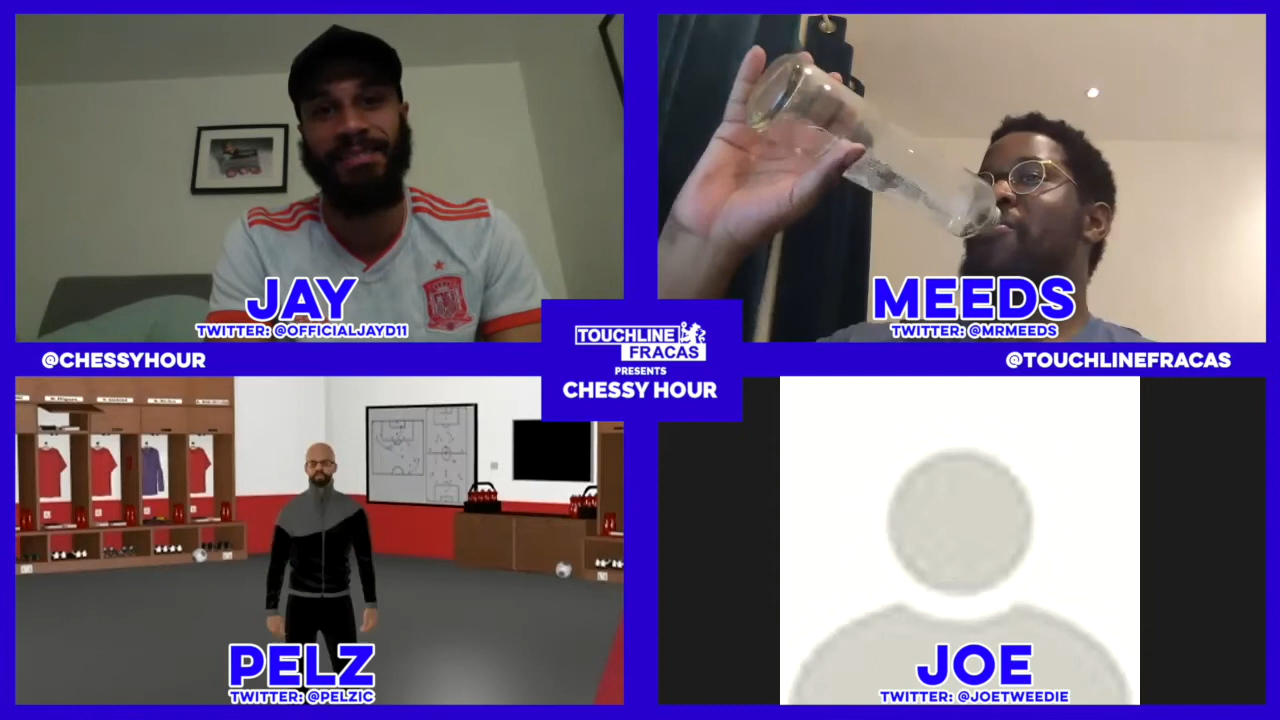 JAY
TWITTER: @OFFICIALJAYD11
MEEDS
TWITTER: @MRMEEDS
@CHESSYHOUR
TOUCHLINE
FRACAS
PRESENTS
CHESSY HOUR
@TOUCHLINEFRACAS
PELZ
TWITTER: @PELZIC
JOE
TWITTER: @JOETWEEDIE